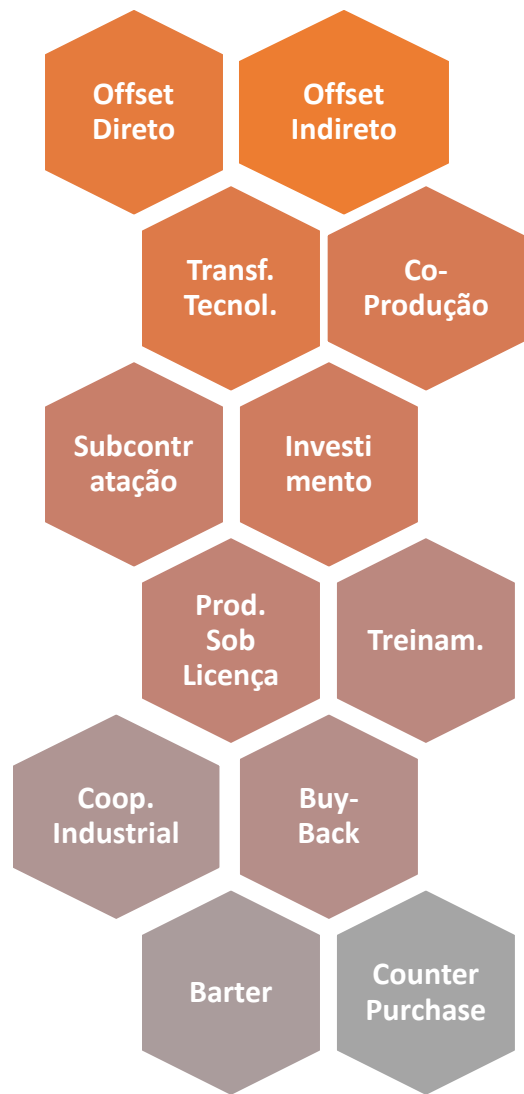 Offset
Direto
Offset
Indireto
Transf.
Tecnol.
Co-
Produção
Subcontr
atação
Investi
mento
Prod.
Sob
Licença
Treinam.
Coop.
Industrial
Buy-
Back
Barter
Counter
Purchase